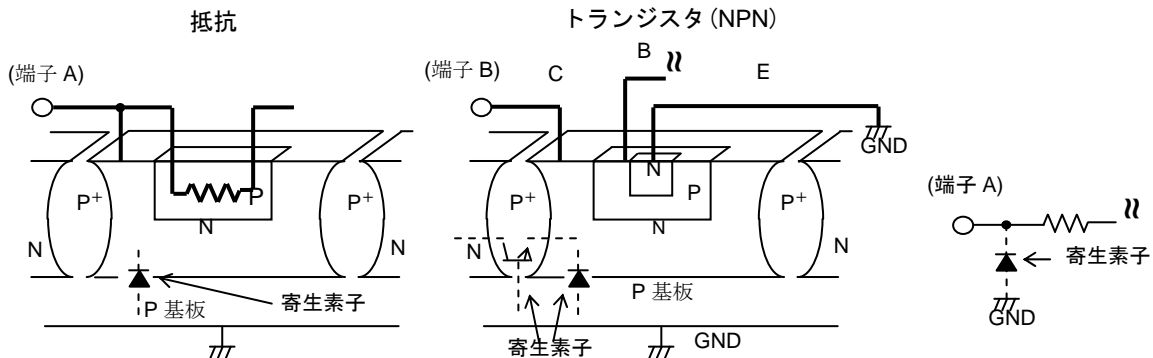 抵抗
トランジスタ (NPN)
(端子 A)
(端子 B)
C
B
E
GND
P+
P
P+
N
N
N
P+
N
P
P+
N
N
N
寄生素子
P 基板
P 基板
寄生素子
GND
(端子 A)
寄生素子
GND